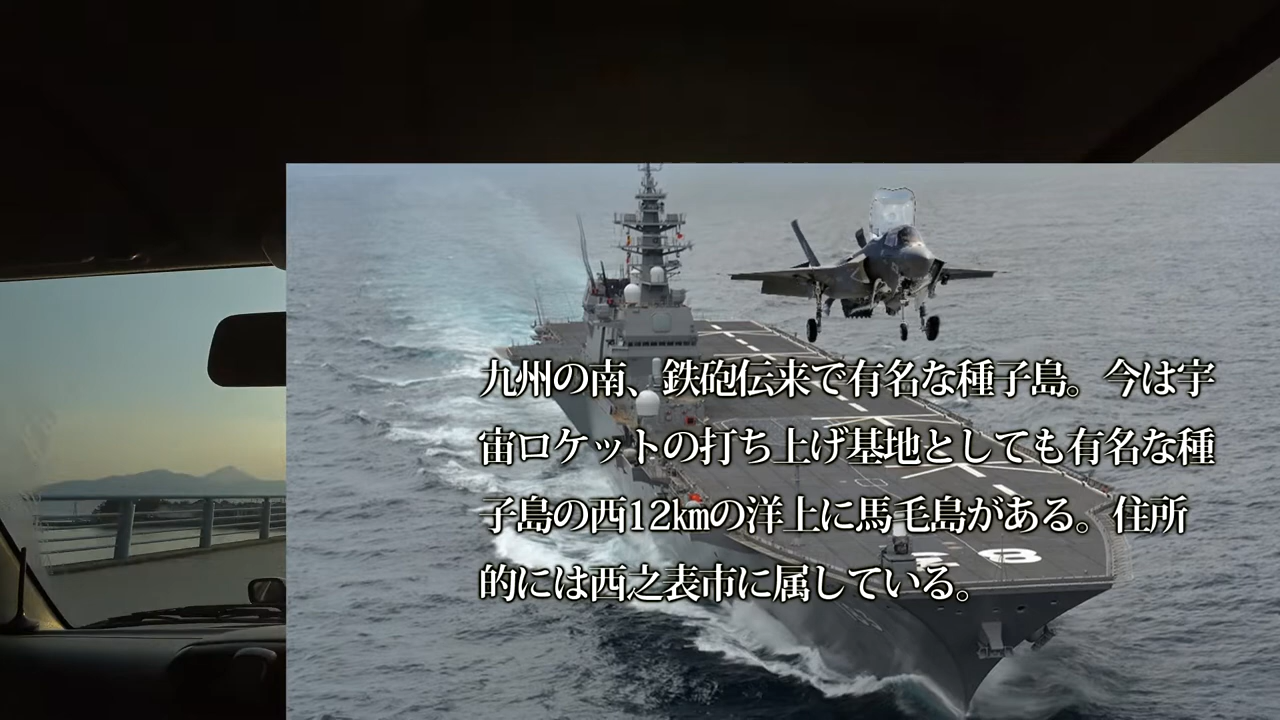 九州の南、鉄砲伝来で有名な種子島。今は宇
宙ロケットの打ち上げ基地としても有名な種
子島の西12㎞の洋上に馬毛島がある。住所
的には西之表市に属している。
8